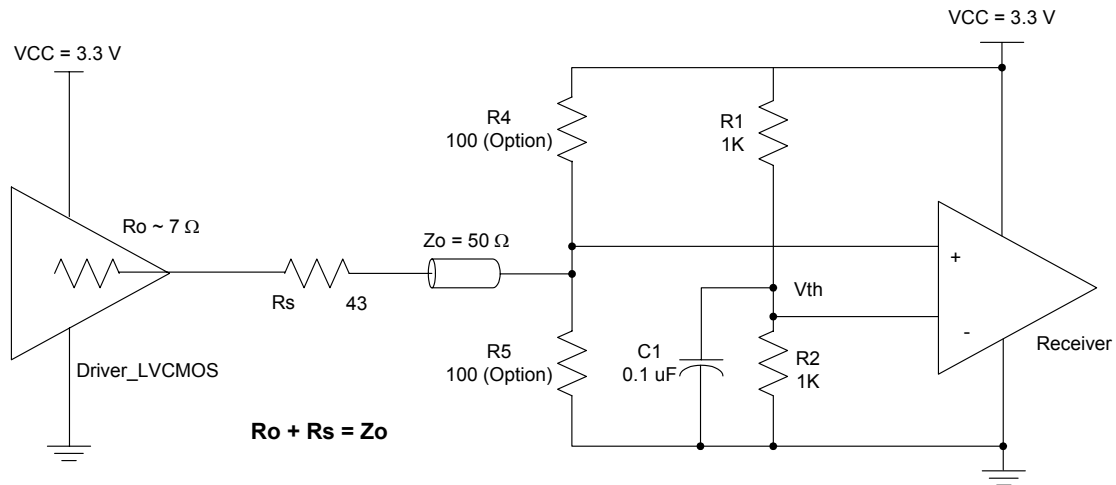 VCC = 3.3 V
VCC = 3.3 V
R4
100 (Option)
R1
1K
Ro ~ 7 Ω
Zo = 50 Ω
+
Rs
43
Vth
-
Receiver
R5
100 (Option)
C1
0.1 uF
R2
1K
Driver_LVCMOS
Ro + Rs = Zo